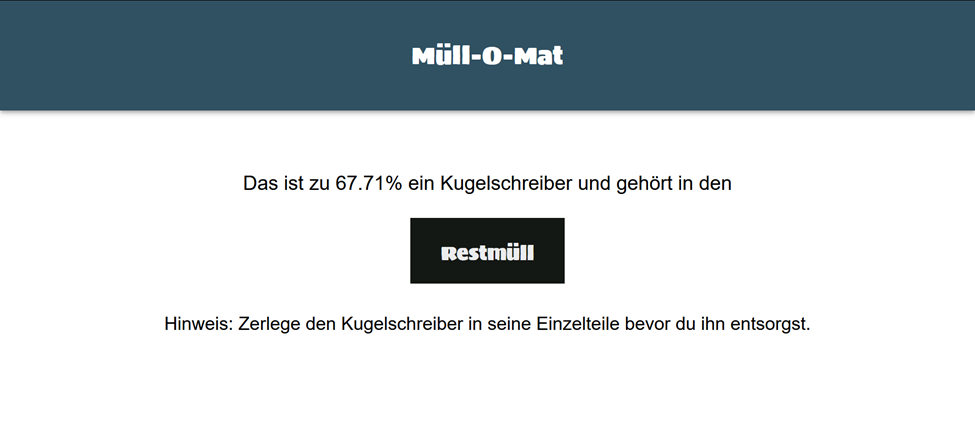 Müll-O-Mat
Das ist zu 67.71% ein Kugelschreiber und gehört in den
Restmüll
Hinweis: Zerlege den Kugelschreiber in seine Einzelteile bevor du ihn entsorgst.